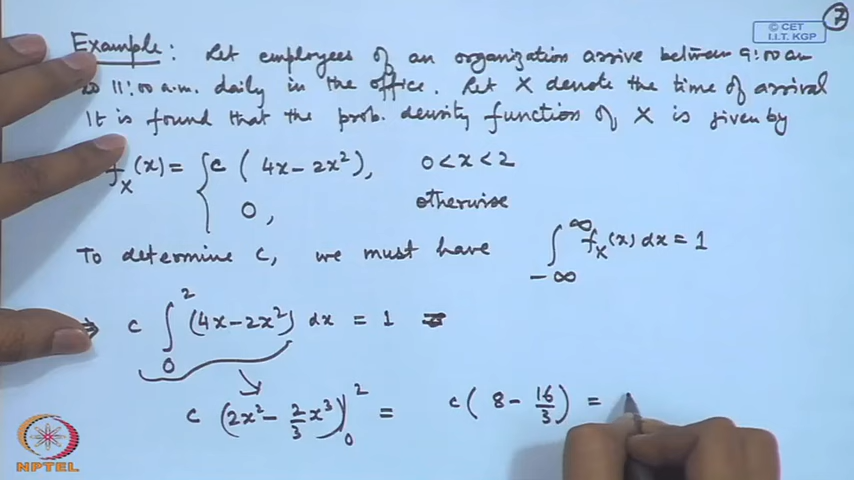 7
© CET
I.I.T. KGP
Example: Let employees of an organization arrive between 9:00 am
to 11:00 a.m. daily in the office. Let X denote the time of arrival
It is found that the prob. density function of X is given by
f_X(x) = { c (4x - 2x²), 0 < x < 2
0, otherwise
To determine c, we must have ∫_{-∞}^{∞} f_X(x) dx = 1
⇒ c ∫_0^2 (4x - 2x²) dx = 1
c (2x² - 2/3 x³)|_0^2 = c (8 - 16/3) =
NPTEL